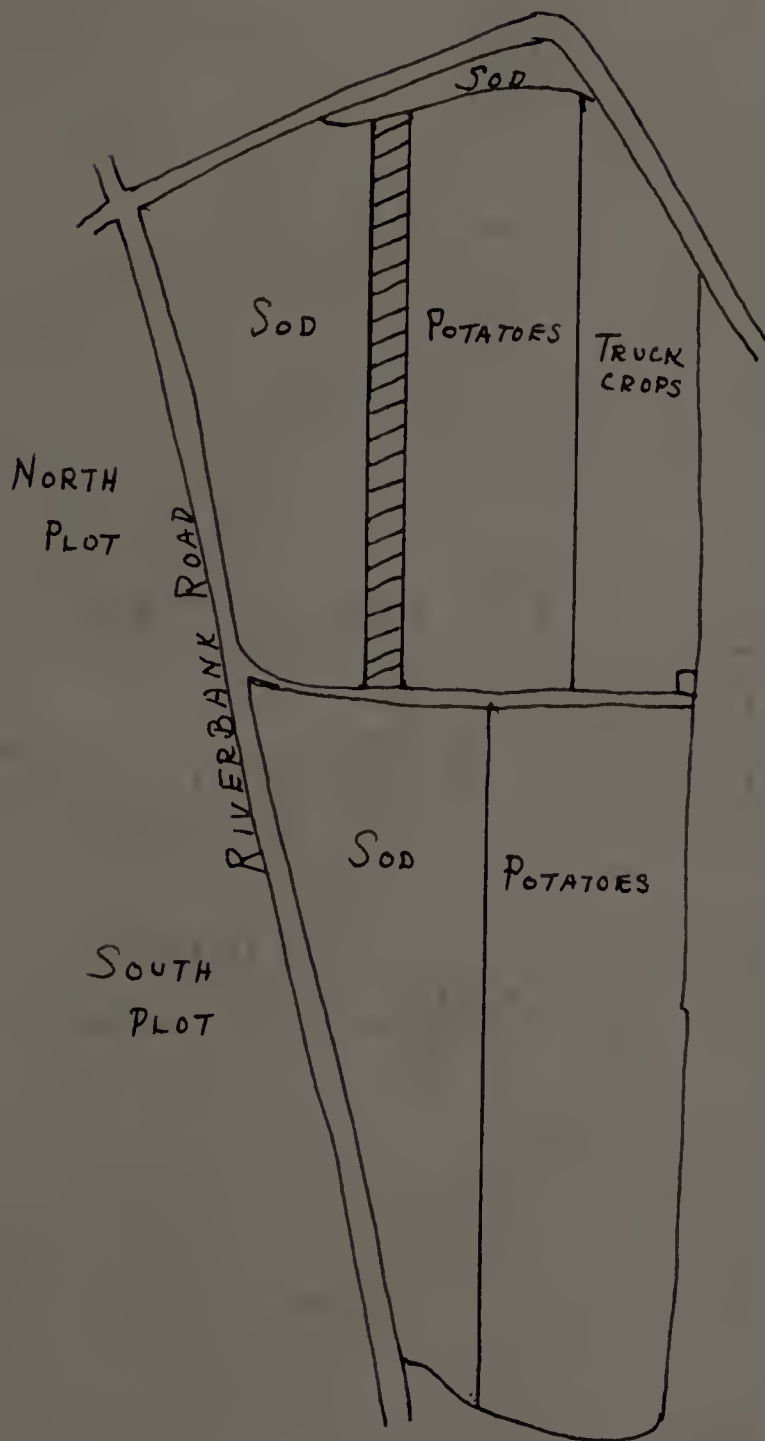 SOD
SOD
POTATOES
TRUCK
CROPS
NORTH
PLOT
RIVERBANK ROAD
SOD
POTATOES
SOUTH
PLOT